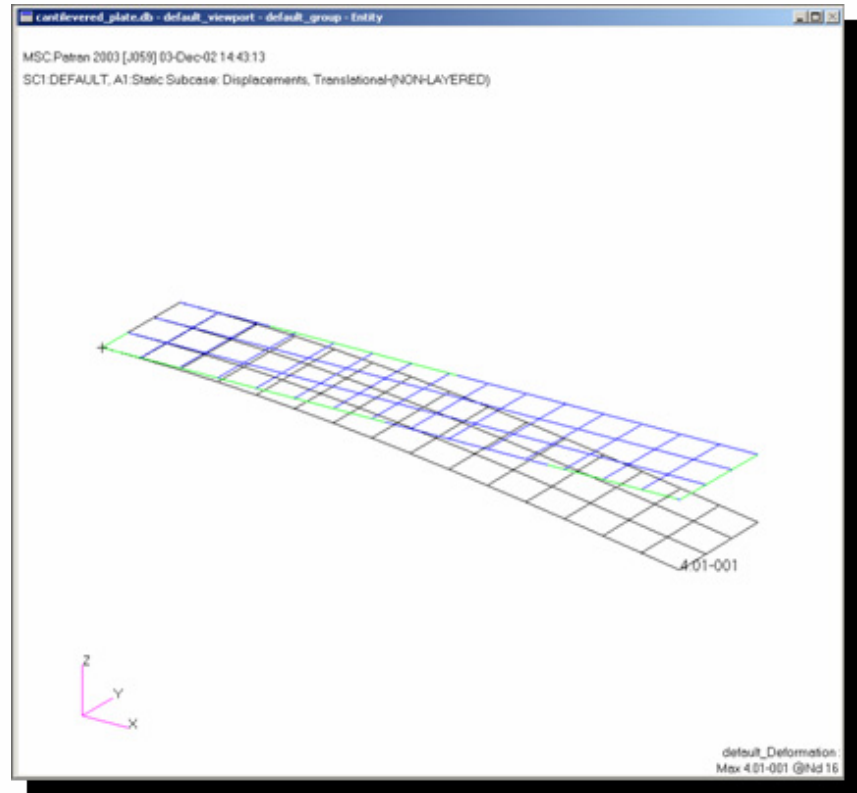 cantilevered_plate.db - default_viewport - default_group - Entity
MSC.Patran 2003 [J059] 03-Dec-02 14:43:13
SC1:DEFAULT, A1:Static Subcase: Displacements, Translational-(NON-LAYERED)
4.01-001
Z
Y
X
default_Deformation :
Max 4.01-001 @Nd 16